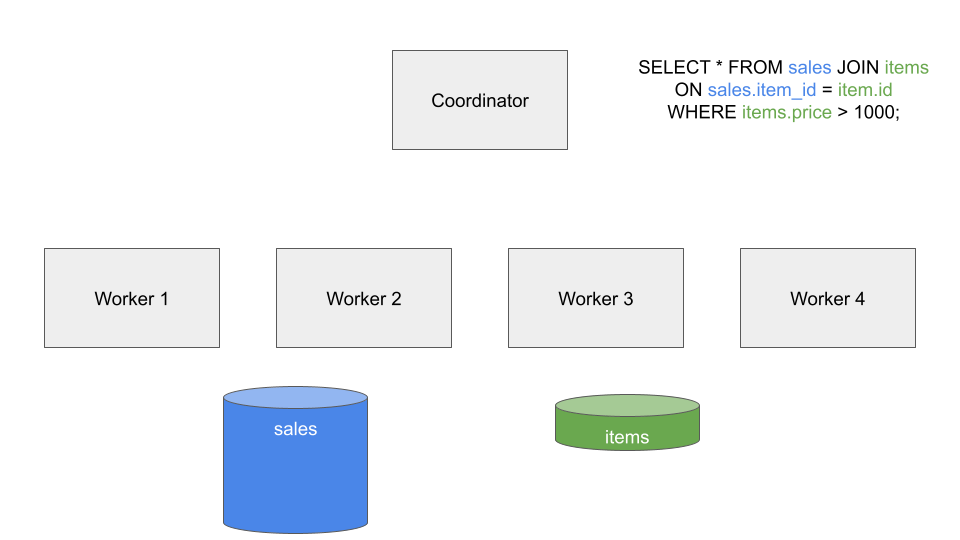 Coordinator
SELECT * FROM sales JOIN items
ON sales.item_id = item.id
WHERE items.price > 1000;
Worker 1
Worker 2
Worker 3
Worker 4
sales
items